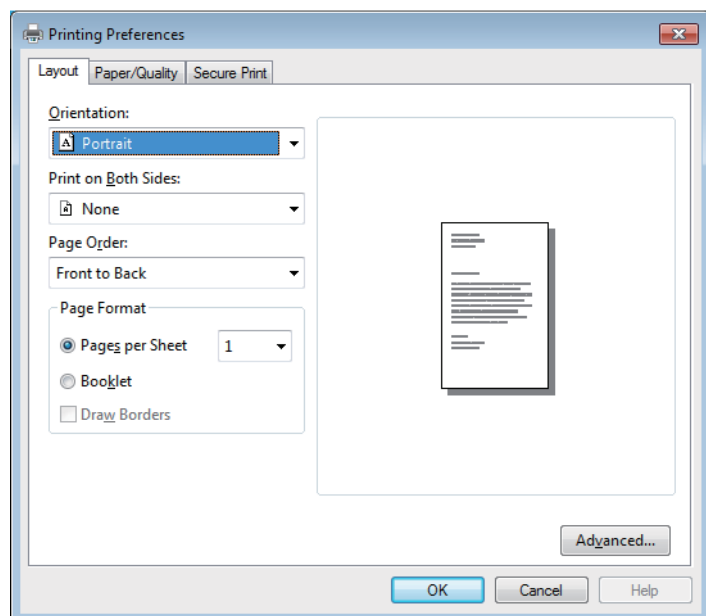 Printing Preferences
Layout Paper/Quality Secure Print
Orientation:
A Portrait
Print on Both Sides:
A None
Page Order:
Front to Back
Page Format
Pages per Sheet 1
Booklet
Draw Borders
Advanced...
OK Cancel Help